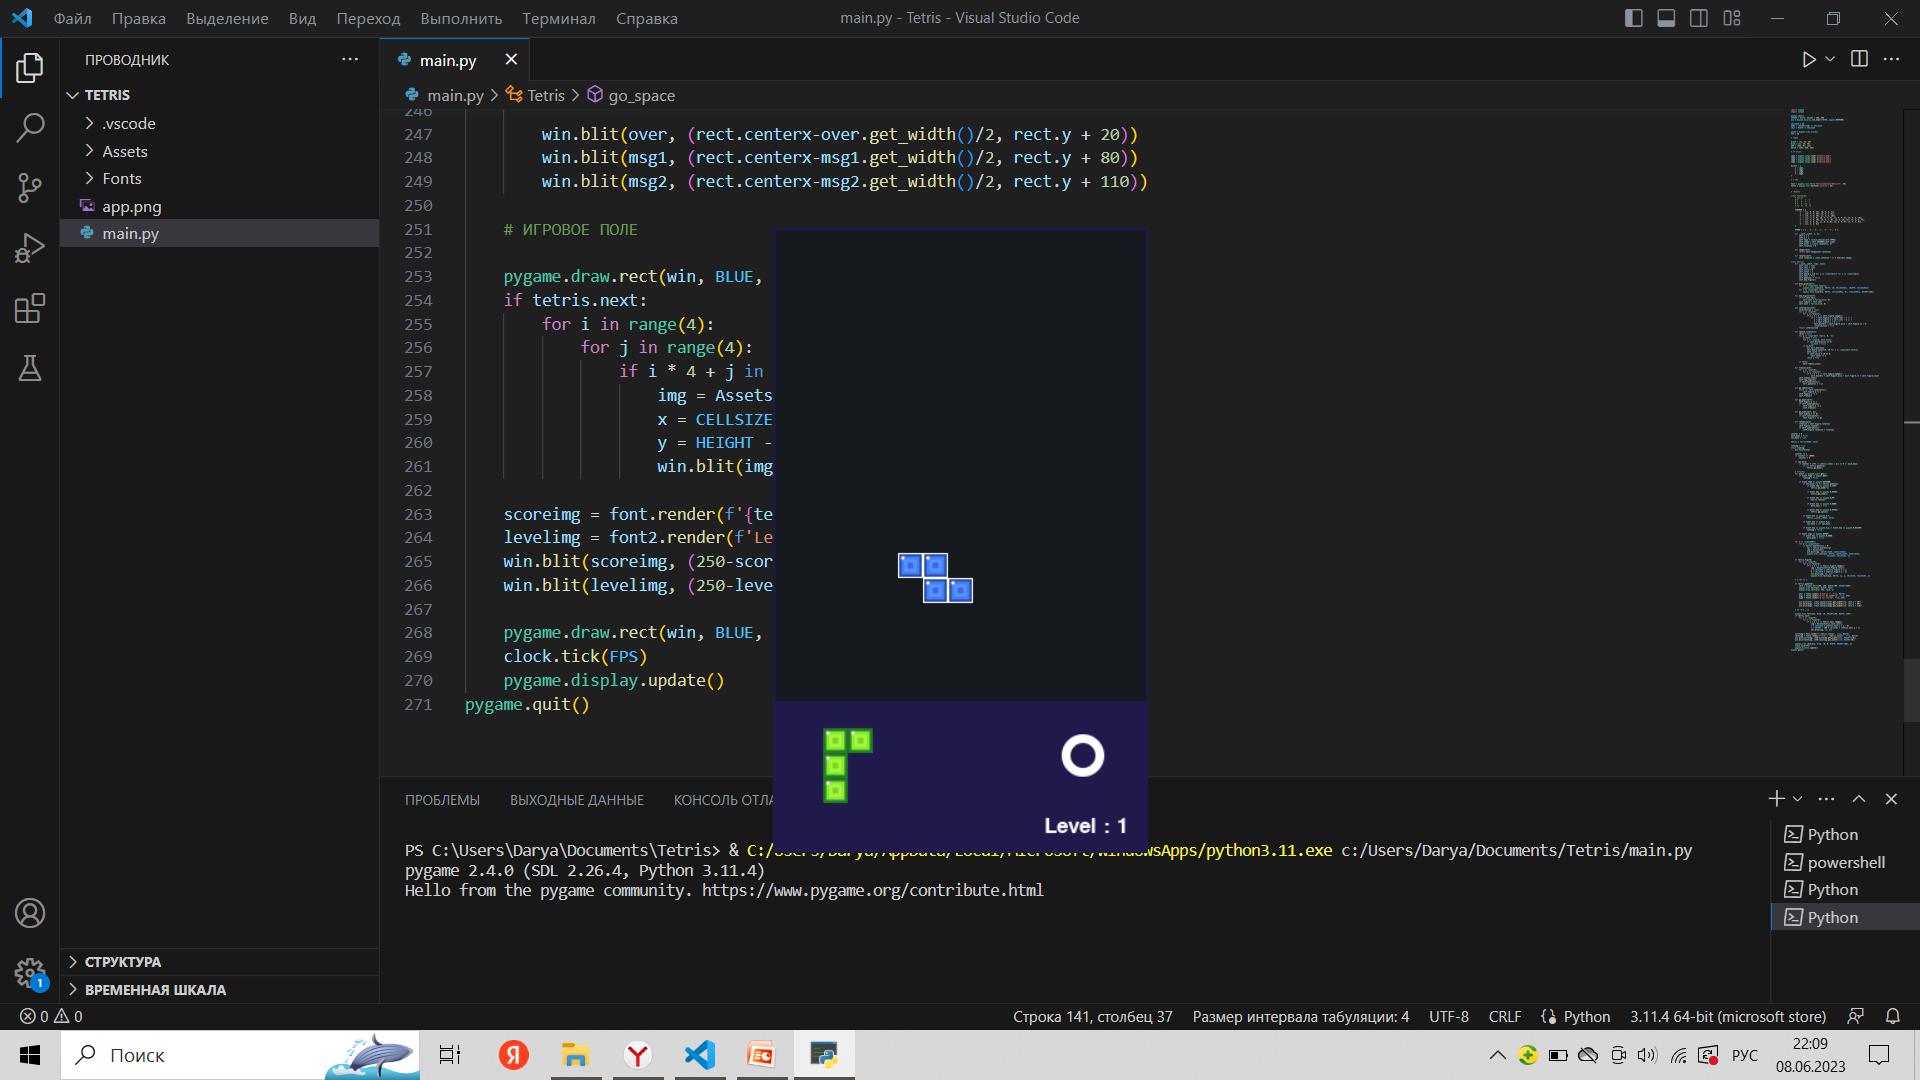 Файл Правка Выделение Вид Переход Выполнить Терминал Справка
main.py - Tetris - Visual Studio Code
ПРОВОДНИК
TETRIS
.vscode
Assets
Fonts
app.png
main.py
СТРУКТУРА
ВРЕМЕННАЯ ШКАЛА
main.py
main.py > Tetris > go_space
246
247 win.blit(over, (rect.centerx-over.get_width()/2, rect.y + 20))
248 win.blit(msg1, (rect.centerx-msg1.get_width()/2, rect.y + 80))
249 win.blit(msg2, (rect.centerx-msg2.get_width()/2, rect.y + 110))
250
251 # ИГРОВОЕ ПОЛЕ
252
253 pygame.draw.rect(win, BLUE,
254 if tetris.next:
255 for i in range(4):
256 for j in range(4):
257 if i * 4 + j in
258 img = Assets
259 x = CELLSIZE
260 y = HEIGHT -
261 win.blit(img
262
263 scoreimg = font.render(f'{te
264 levelimg = font2.render(f'Le
265 win.blit(scoreimg, (250-scor
266 win.blit(levelimg, (250-leve
267
268 pygame.draw.rect(win, BLUE,
269 clock.tick(FPS)
270 pygame.display.update()
271 pygame.quit()
0
Level : 1
ПРОБЛЕМЫ ВЫХОДНЫЕ ДАННЫЕ КОНСОЛЬ ОТЛА
PS C:\Users\Darya\Documents\Tetris> & C:/Users/Darya/AppData/Local/Microsoft/WindowsApps/python3.11.exe c:/Users/Darya/Documents/Tetris/main.py
pygame 2.4.0 (SDL 2.26.4, Python 3.11.4)
Hello from the pygame community. https://www.pygame.org/contribute.html
Python
powershell
Python
Python
1
0 0
Строка 141, столбец 37 Размер интервала табуляции: 4 UTF-8 CRLF Python 3.11.4 64-bit (microsoft store)
Поиск
РУС
22:09
08.06.2023